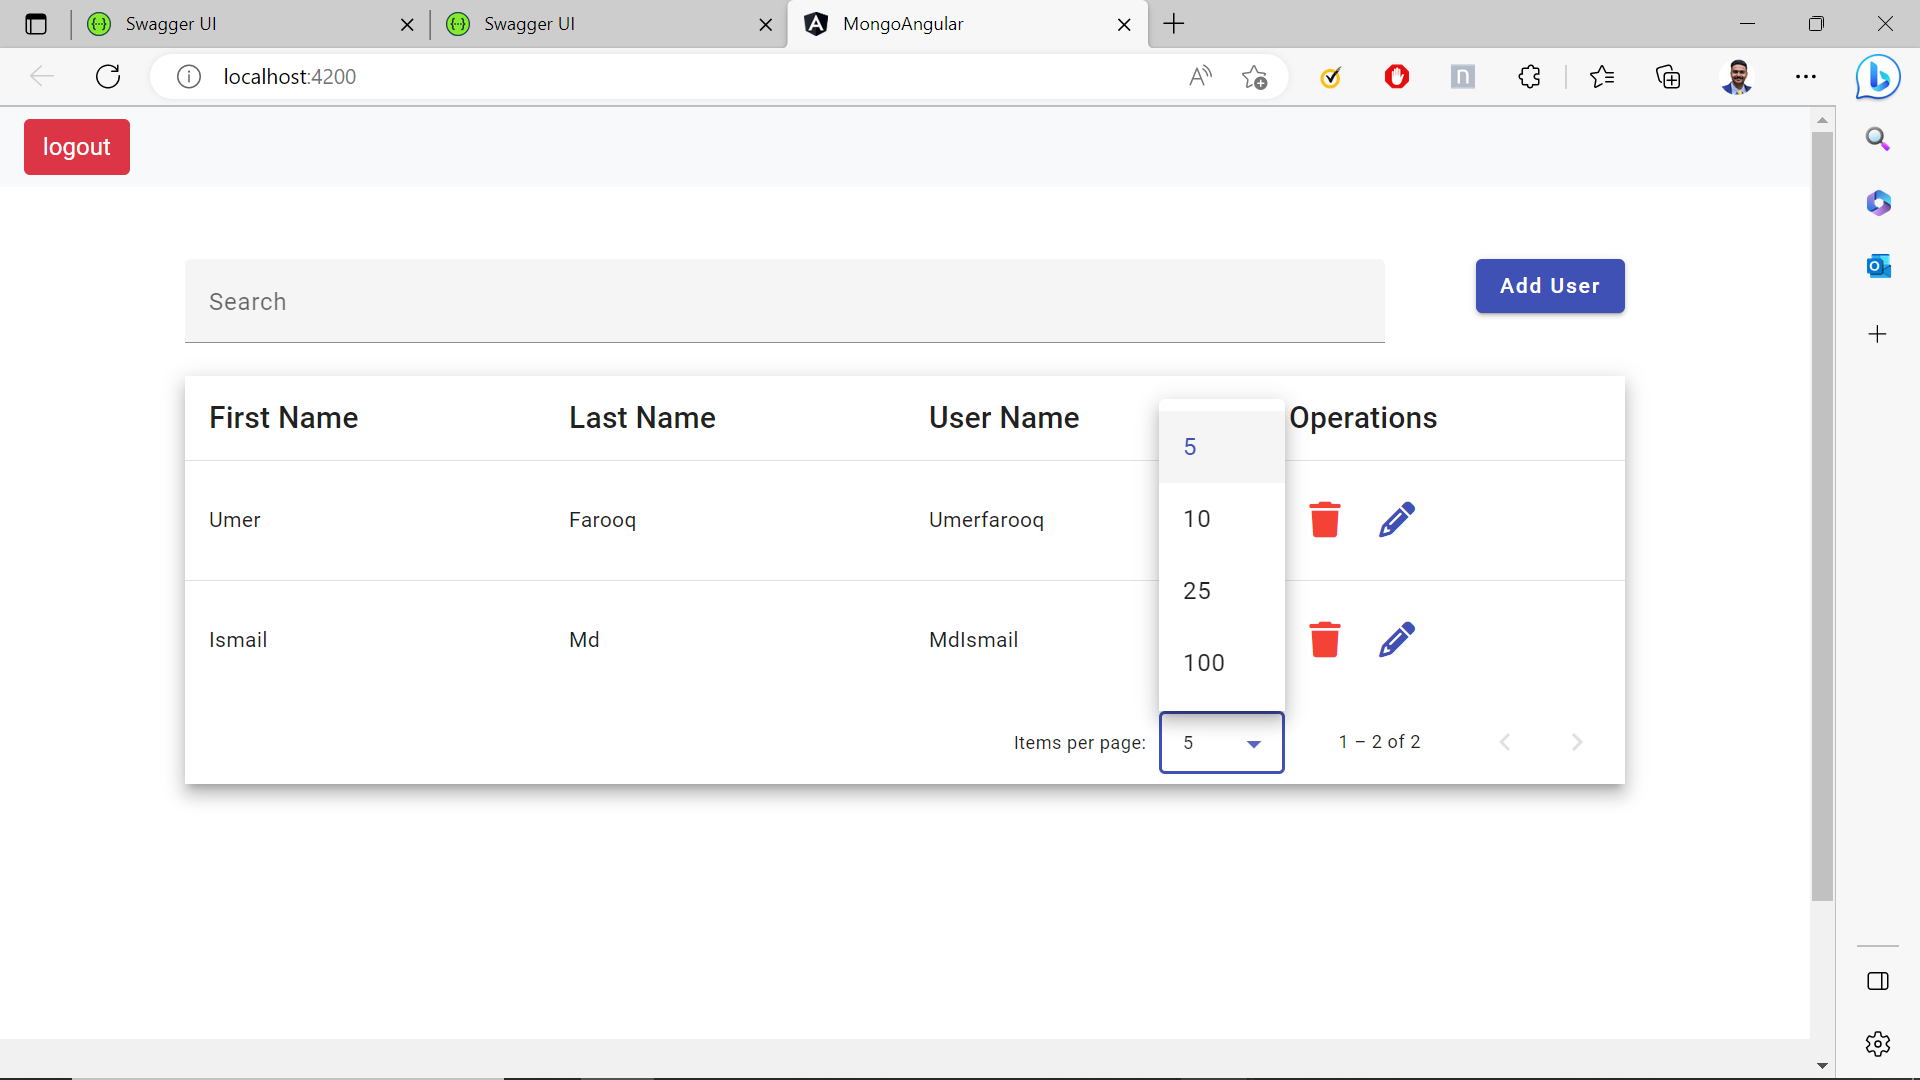 Swagger UI
Swagger UI
MongoAngular
localhost:4200
logout
Search
Add User
First Name Last Name User Name Operations
5
Umer Farooq Umerfarooq
10
25
Ismail Md MdIsmail
100
Items per page: 5 1 – 2 of 2